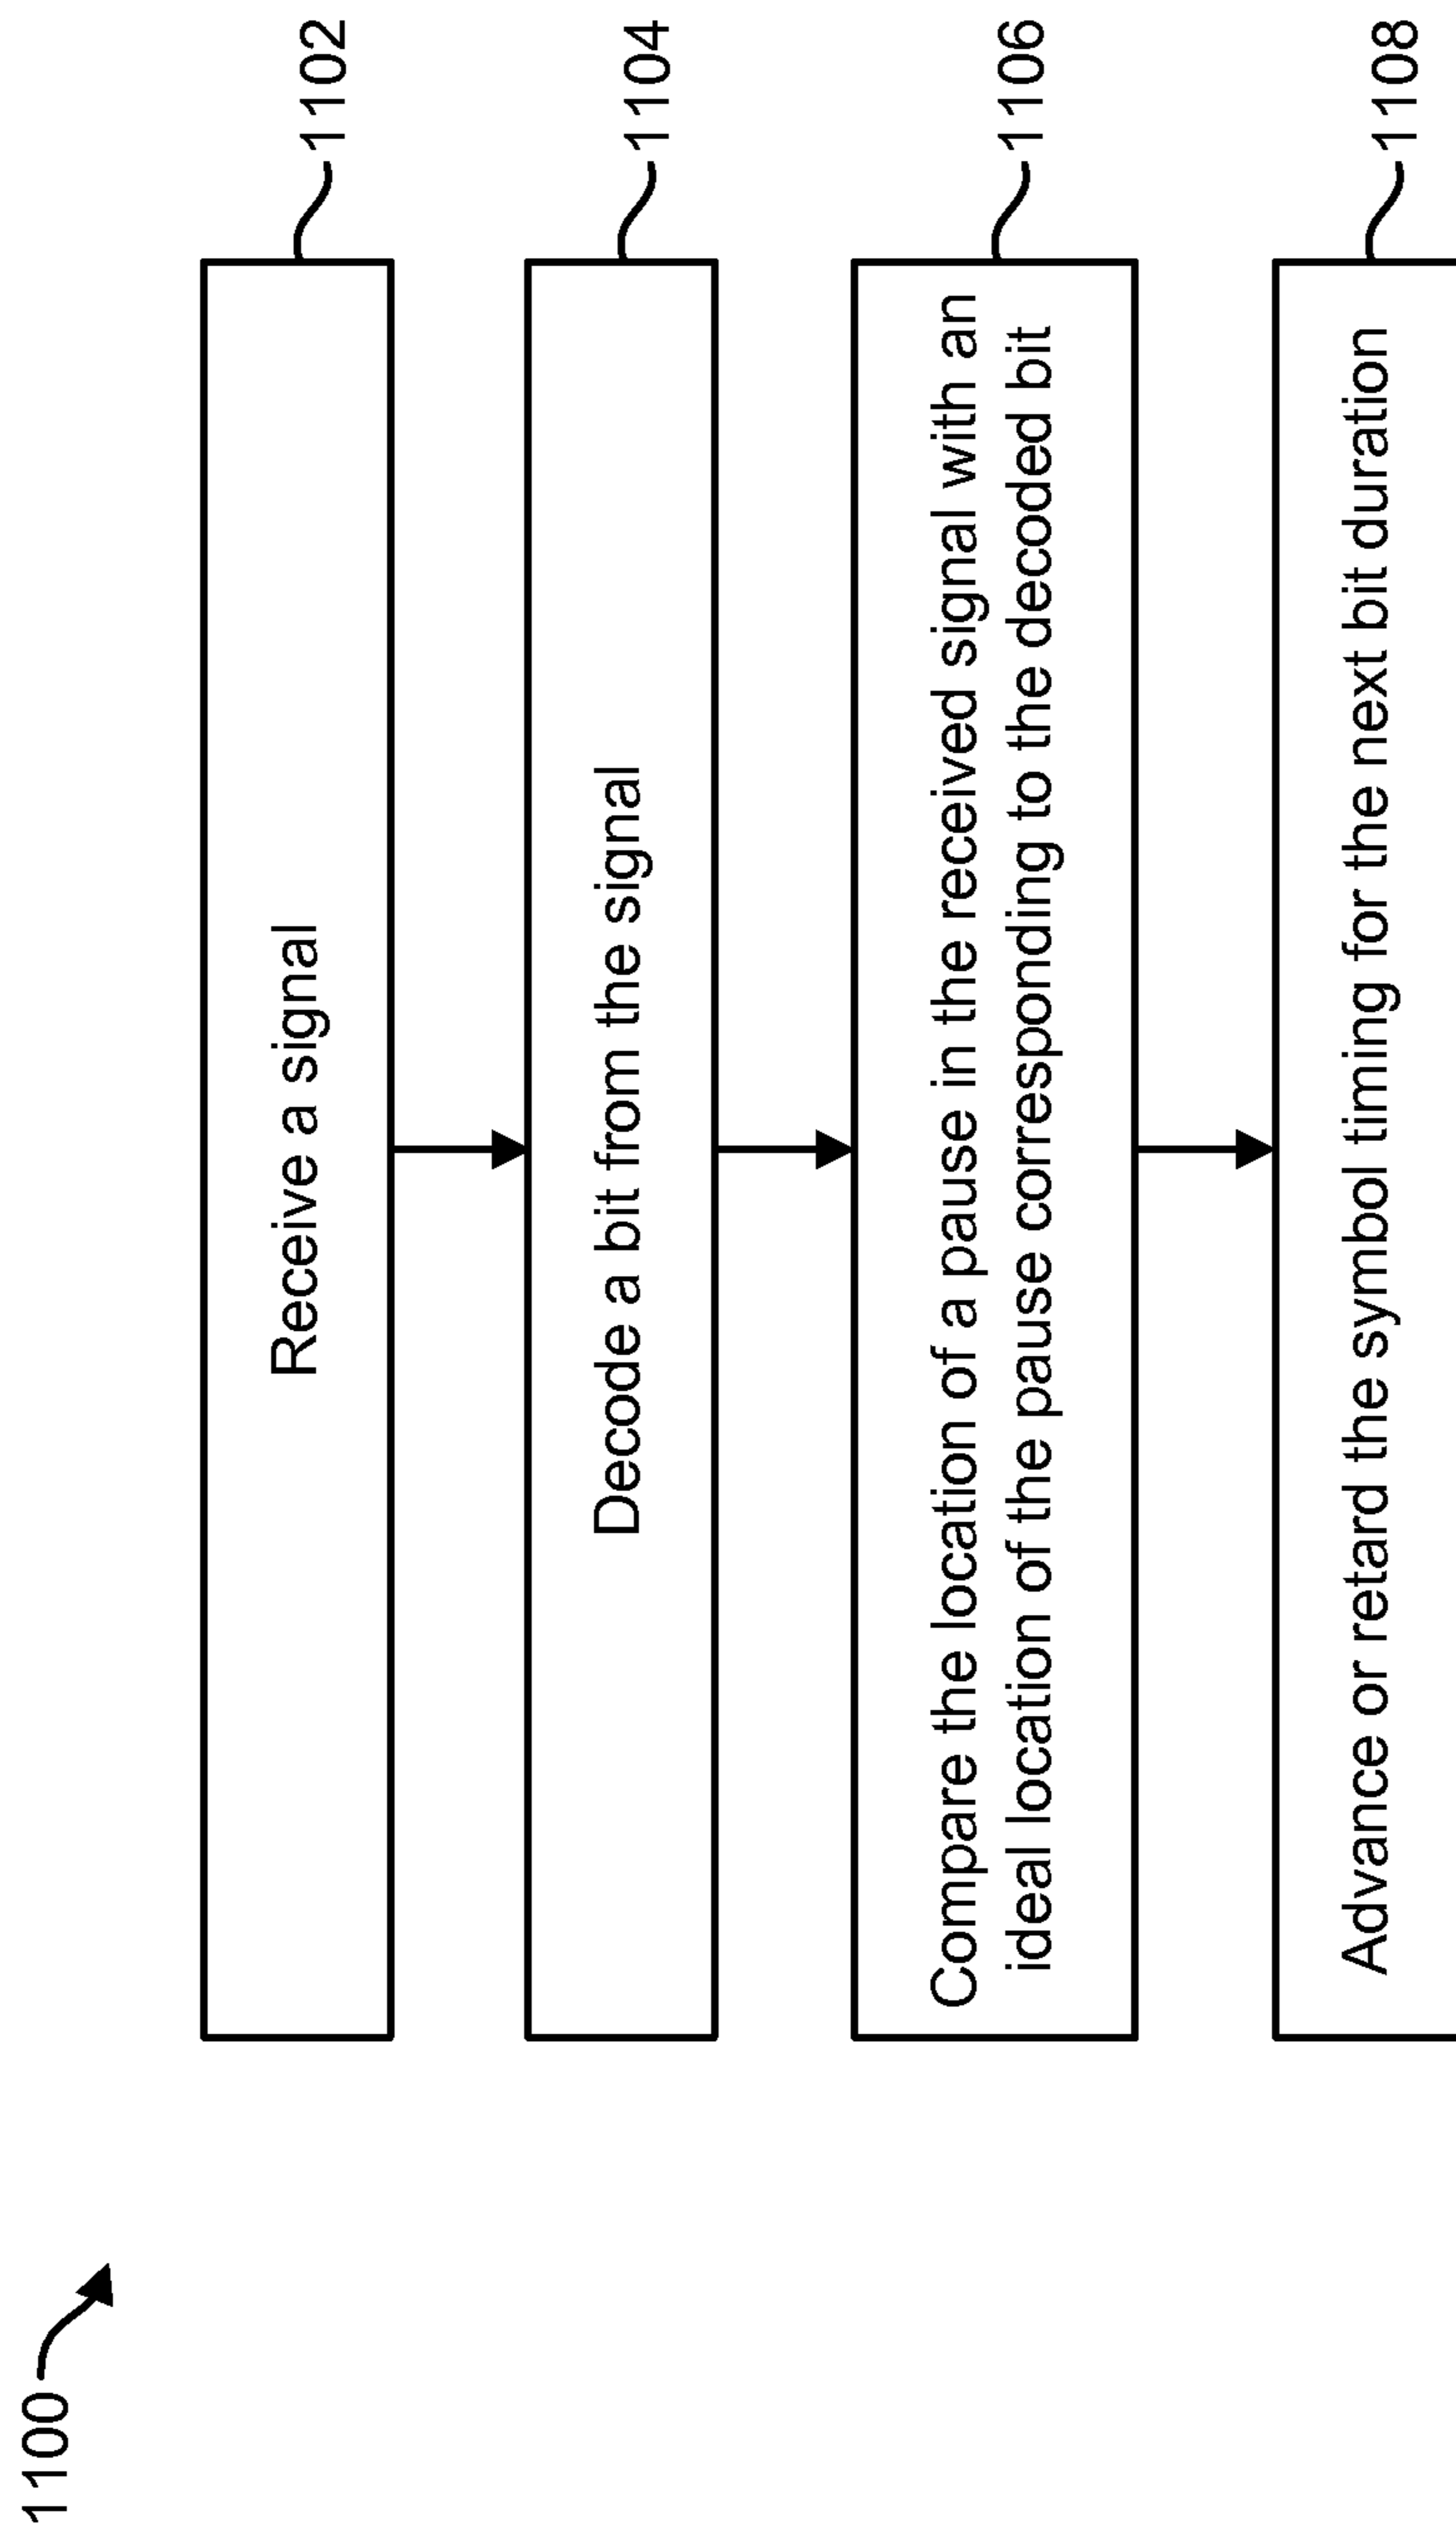 1100
Receive a signal
1102
Decode a bit from the signal
1104
Compare the location of a pause in the received signal with an
ideal location of the pause corresponding to the decoded bit
1106
Advance or retard the symbol timing for the next bit duration
1108